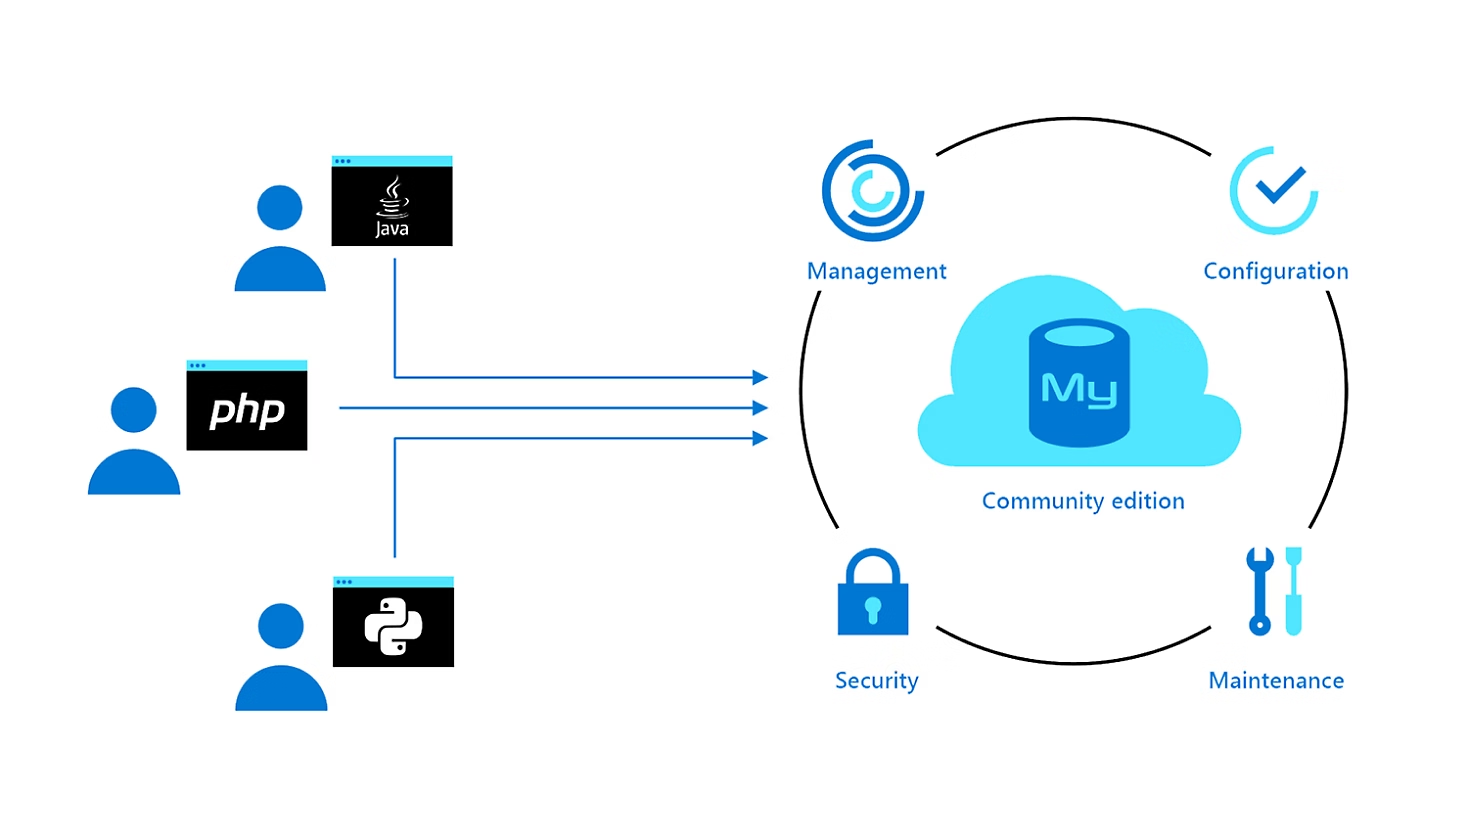 Java
php
Management
Configuration
My
Community edition
Security
Maintenance